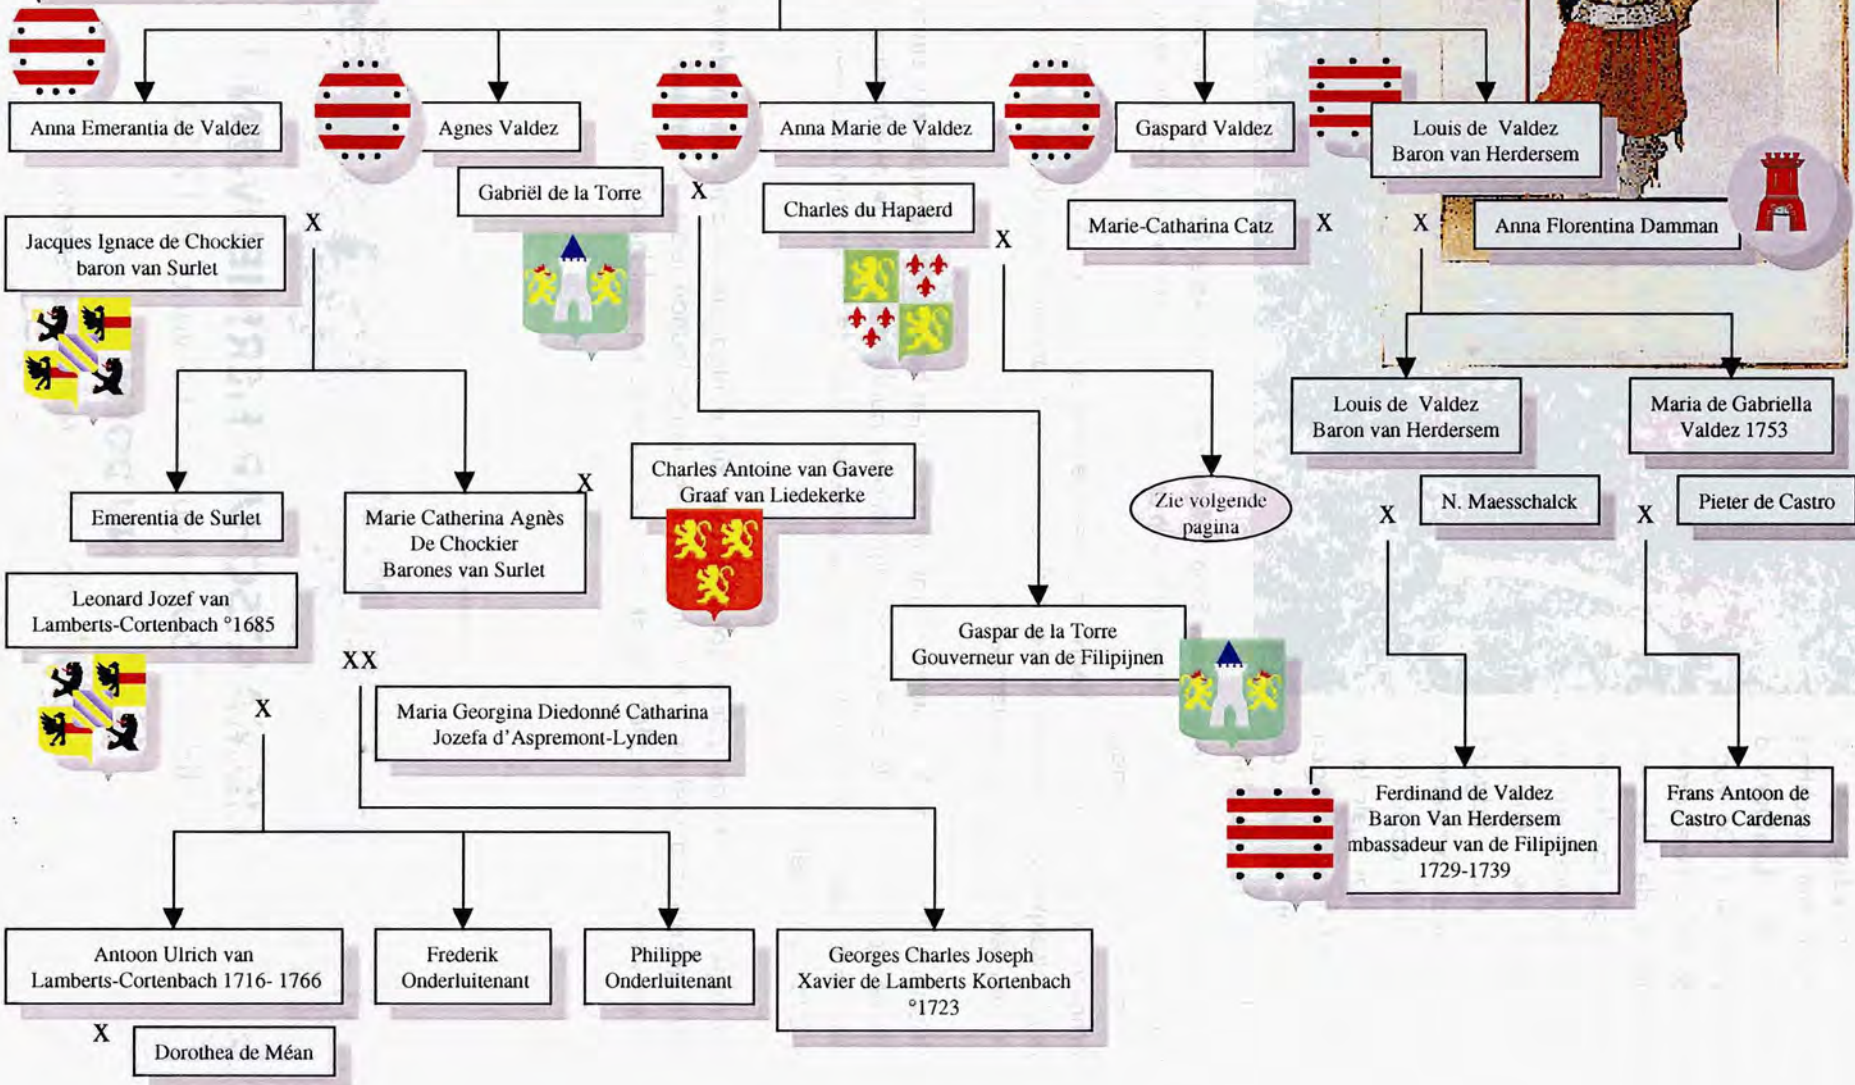 Anna Emerantia de Valdez
Agnes Valdez
Anna Marie de Valdez
Gaspard Valdez
Louis de Valdez
Baron van Herdersem
Gabriël de la Torre
X
Charles du Hapaerd
X
Marie-Catharina Catz
X
X
Anna Florentina Damman
Jacques Ignace de Chockier
baron van Surlet
X
Louis de Valdez
Baron van Herdersem
Maria de Gabriella
Valdez 1753
Charles Antoine van Gavere
Graaf van Liedekerke
X
Emerentia de Surlet
Marie Catherina Agnès
De Chockier
Barones van Surlet
Zie volgende
pagina
X
N. Maesschalck
X
Pieter de Castro
Leonard Jozef van
Lamberts-Cortenbach °1685
Gaspar de la Torre
Gouverneur van de Filipijnen
XX
X
Maria Georgina Diedonné Catharina
Jozefa d'Aspremont-Lynden
Ferdinand de Valdez
Baron Van Herdersem
mbassadeur van de Filipijnen
1729-1739
Frans Antoon de
Castro Cardenas
Antoon Ulrich van
Lamberts-Cortenbach 1716- 1766
Frederik
Onderluitenant
Philippe
Onderluitenant
Georges Charles Joseph
Xavier de Lamberts Kortenbach
°1723
X
Dorothea de Méan